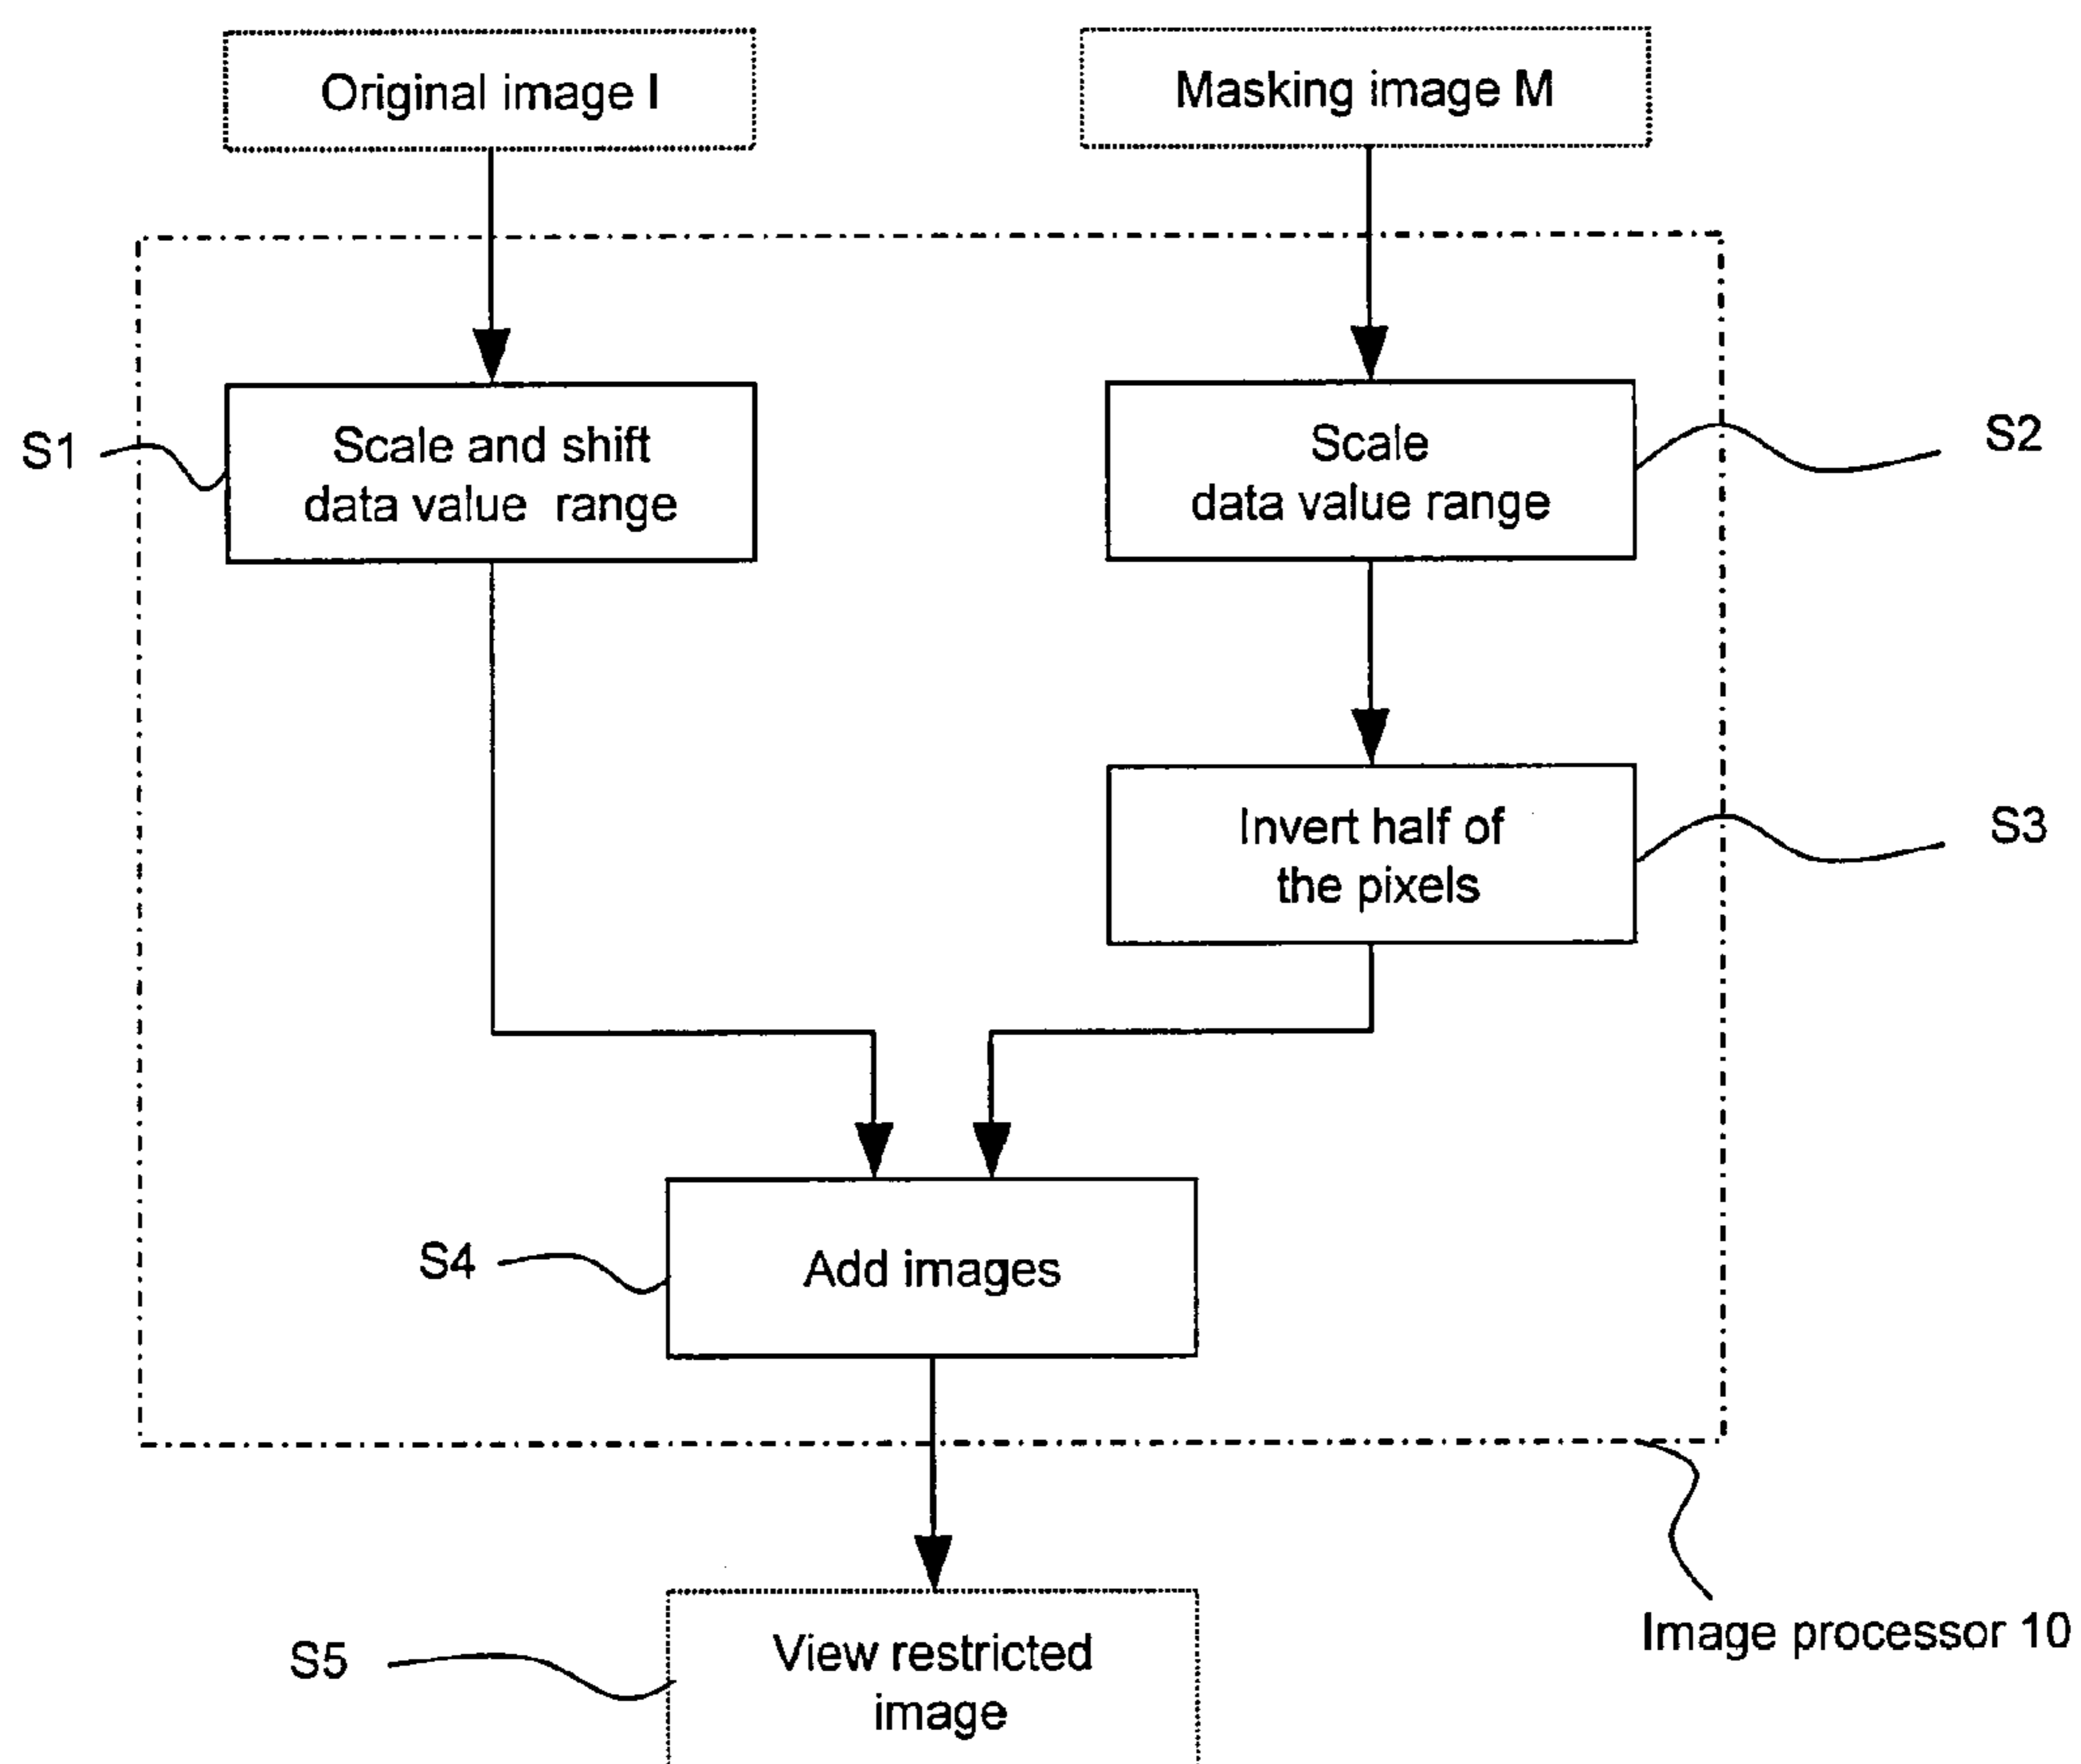 Original image I
Masking image M
S1
Scale and shift
data value range
Scale
data value range
S2
Invert half of
the pixels
S3
S4
Add images
S5
View restricted
image
Image processor 10